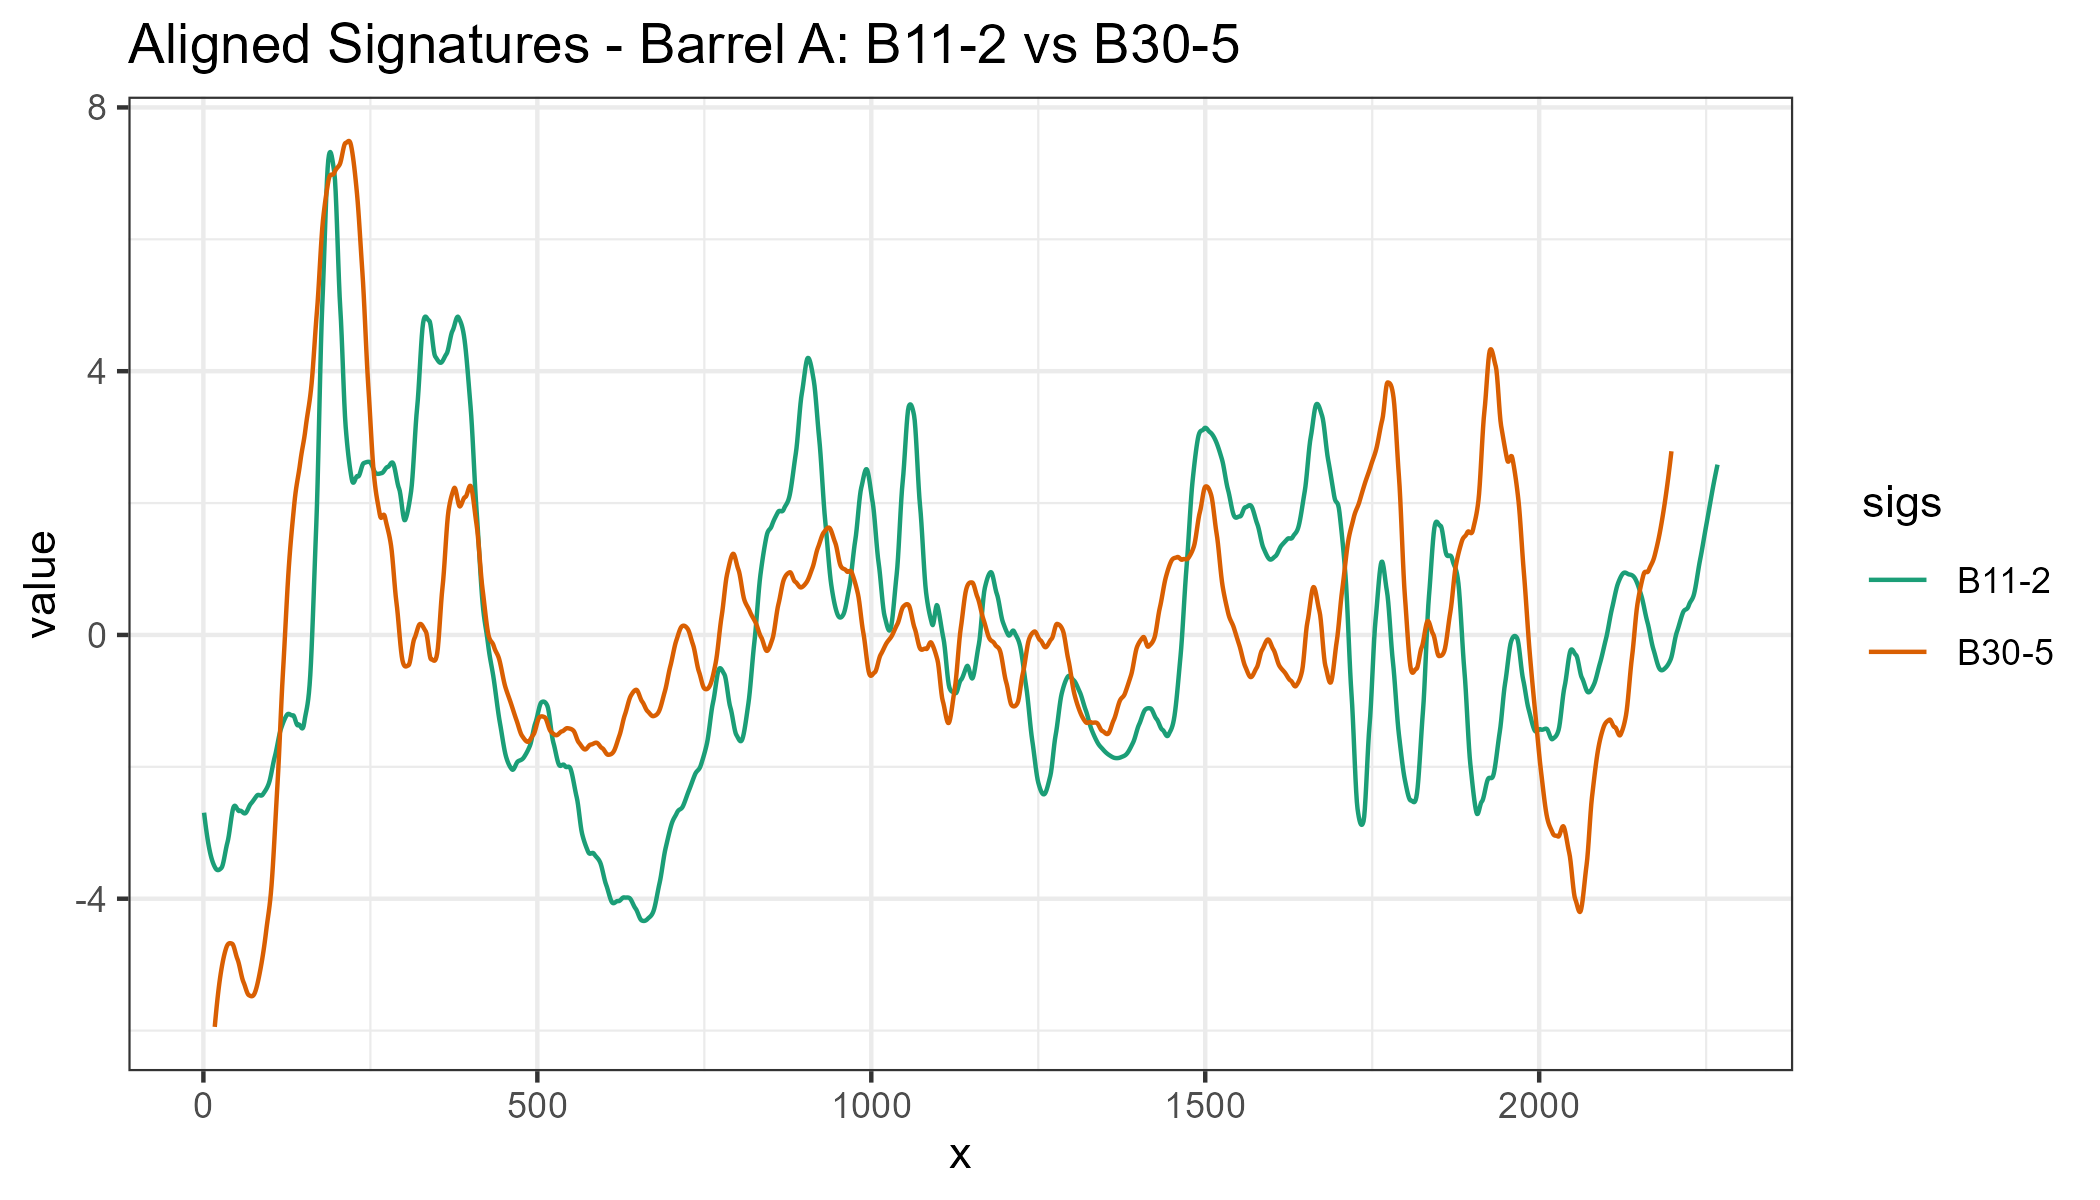 Aligned Signatures - Barrel A: B11-2 vs B30-5
8
4
0
-4
value
0 500 1000 1500 2000
x
sigs
B11-2
B30-5